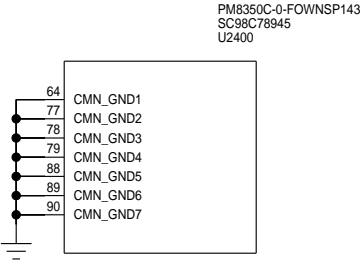 PM8350C-0-FOWNSP143
SC98C78945
U2400
64 CMN_GND1
77 CMN_GND2
78 CMN_GND3
79 CMN_GND4
88 CMN_GND5
89 CMN_GND6
90 CMN_GND7